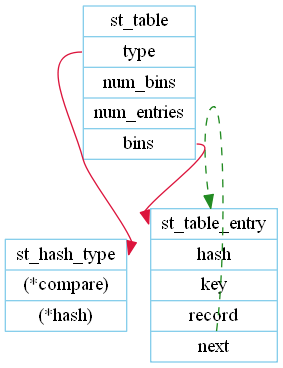 st_table
type
num_bins
num_entries
bins
st_hash_type
(*compare)
(*hash)
st_table_entry
hash
key
record
next